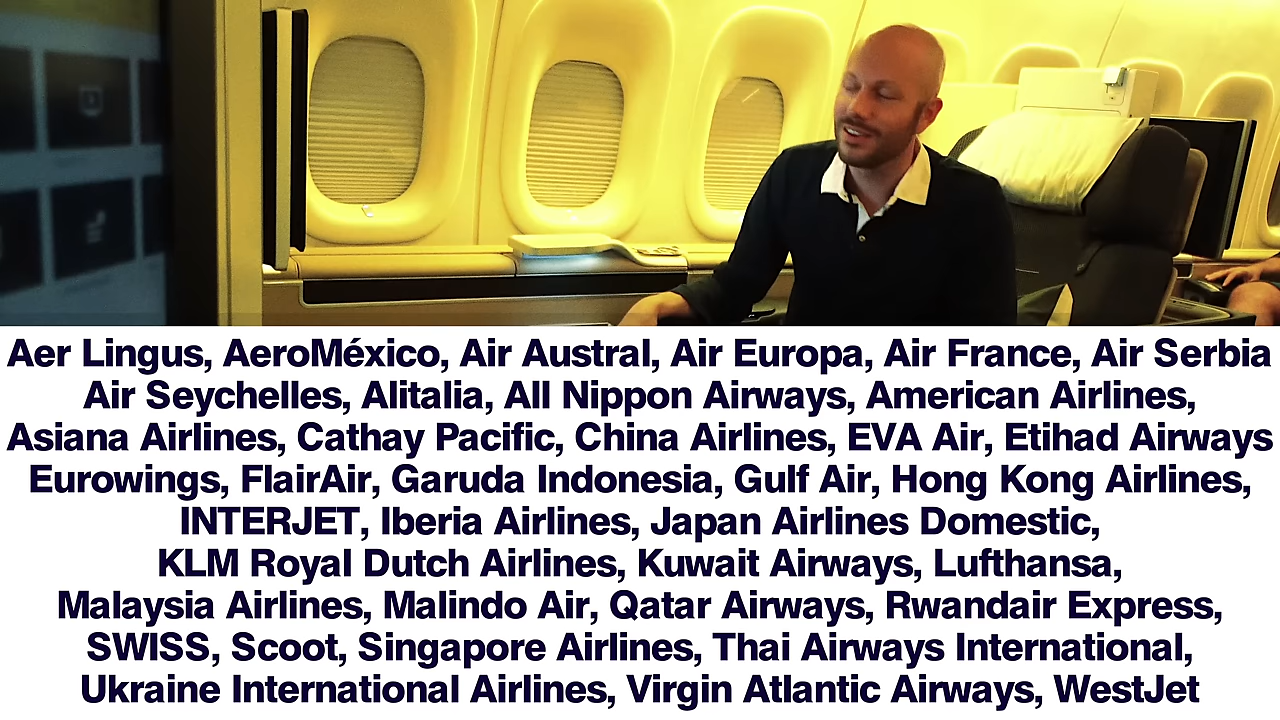 Aer Lingus, AeroMéxico, Air Austral, Air Europa, Air France, Air Serbia
Air Seychelles, Alitalia, All Nippon Airways, American Airlines,
Asiana Airlines, Cathay Pacific, China Airlines, EVA Air, Etihad Airways
Eurowings, FlairAir, Garuda Indonesia, Gulf Air, Hong Kong Airlines,
INTERJET, Iberia Airlines, Japan Airlines Domestic,
KLM Royal Dutch Airlines, Kuwait Airways, Lufthansa,
Malaysia Airlines, Malindo Air, Qatar Airways, Rwandair Express,
SWISS, Scoot, Singapore Airlines, Thai Airways International,
Ukraine International Airlines, Virgin Atlantic Airways, WestJet